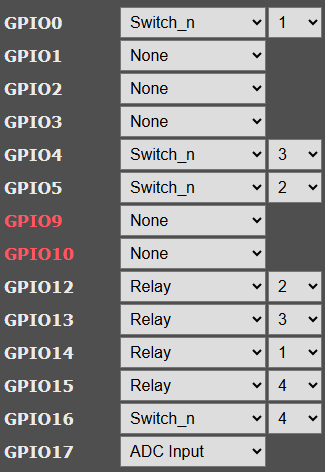 GPIO0 Switch_n 1
GPIO1 None
GPIO2 None
GPIO3 None
GPIO4 Switch_n 3
GPIO5 Switch_n 2
GPIO9 None
GPIO10 None
GPIO12 Relay 2
GPIO13 Relay 3
GPIO14 Relay 1
GPIO15 Relay 4
GPIO16 Switch_n 4
GPIO17 ADC Input